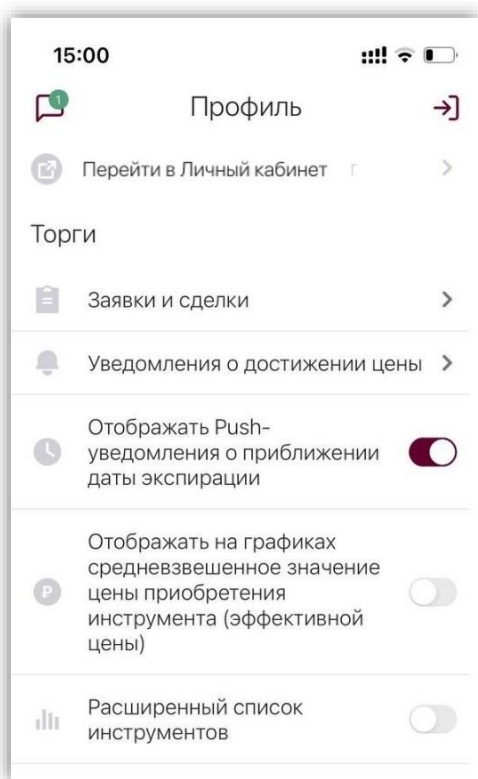 15:00
1
Профиль
Перейти в Личный кабинет
Торги
Заявки и сделки
Уведомления о достижении цены
Отображать Push-
уведомления о приближении
даты экспирации
Отображать на графиках
средневзвешенное значение
цены приобретения
инструмента (эффективной
цены)
Расширенный список
инструментов